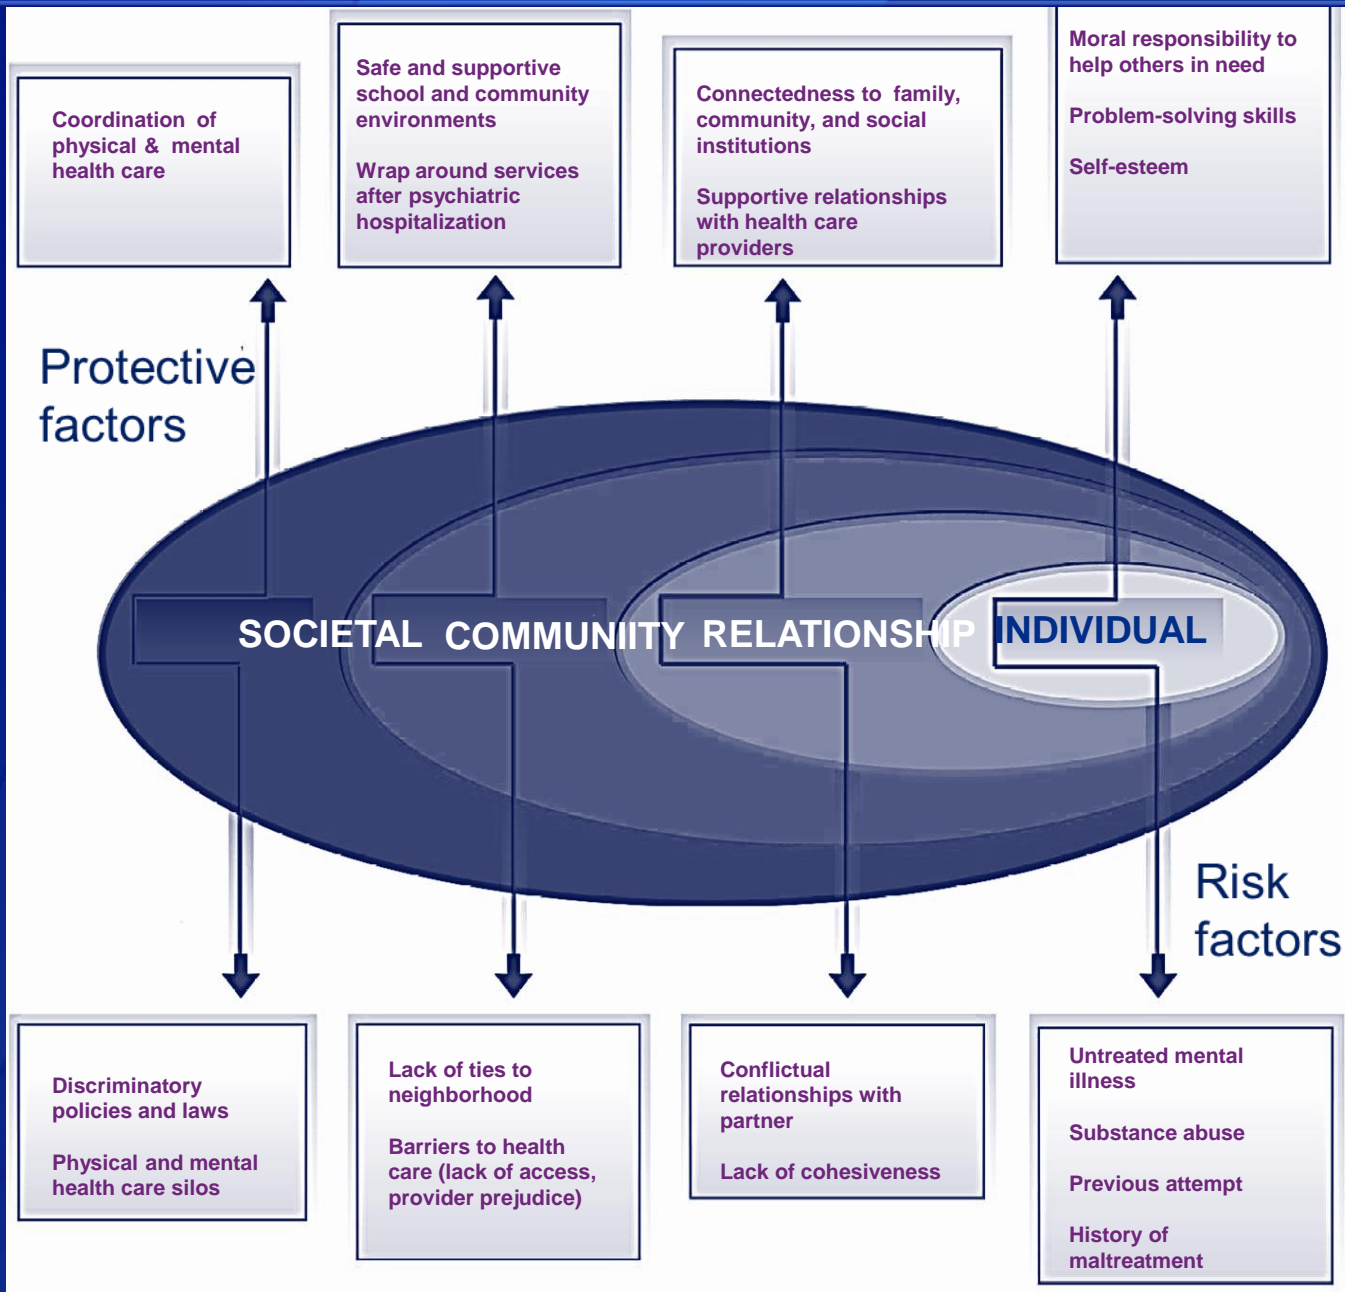 Coordination of
physical & mental
health care
Safe and supportive
school and community
environments
Wrap around services
after psychiatric
hospitalization
Connectedness to family,
community, and social
institutions
Supportive relationships
with health care
providers
Moral responsibility to
help others in need
Problem-solving skills
Self-esteem
Protective
factors
SOCIETAL COMMUNIITY RELATIONSHIP INDIVIDUAL
Risk
factors
Discriminatory
policies and laws
Physical and mental
health care silos
Lack of ties to
neighborhood
Barriers to health
care (lack of access,
provider prejudice)
Conflictual
relationships with
partner
Lack of cohesiveness
Untreated mental
illness
Substance abuse
Previous attempt
History of
maltreatment